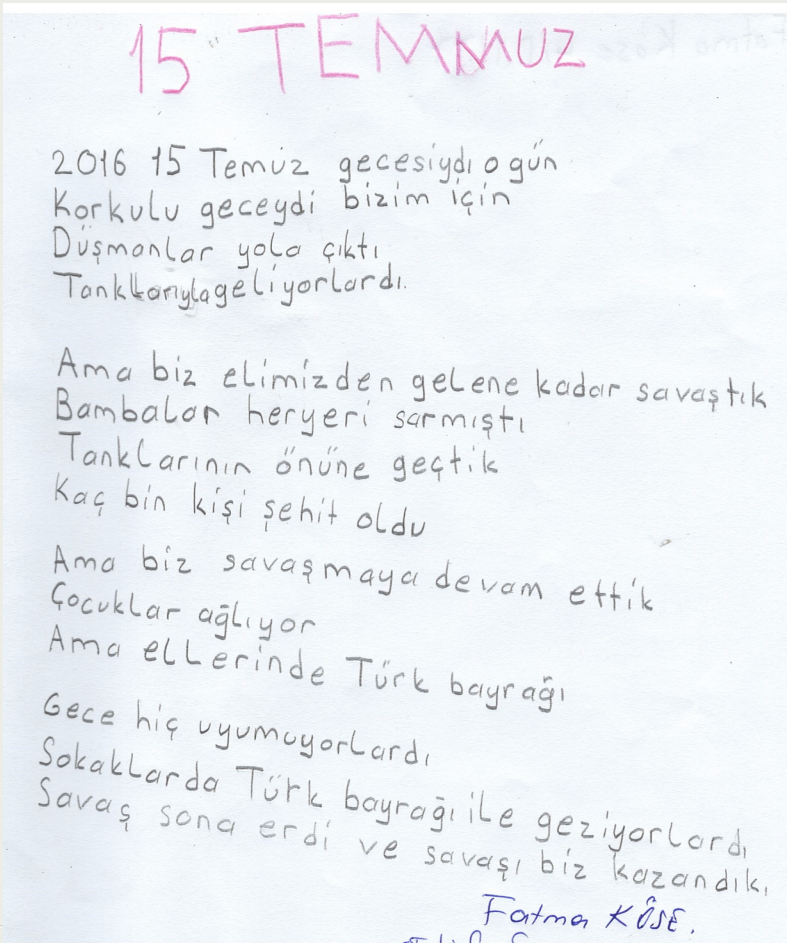 15 TEMMUZ
2016 15 Temuz gecesiydi o gün
Korkulu geceydi bizim için
Düşmanlar yola çıktı
Tanklarıyla geliyorlardı.
Ama biz elimizden gelene kadar savaştık
Bambalar heryeri sarmıştı
Tanklarının önüne geçtik
Kaç bin kişi şehit oldu
Ama biz savaşmaya devam ettik
Çocuklar ağlıyor
Ama ellerinde Türk bayrağı
Gece hiç uyumuyorlardı
Sokaklarda Türk bayrağı ile geziyorlardı
Savaş sona erdi ve savaşı biz kazandık.
Fatma KÖSE.